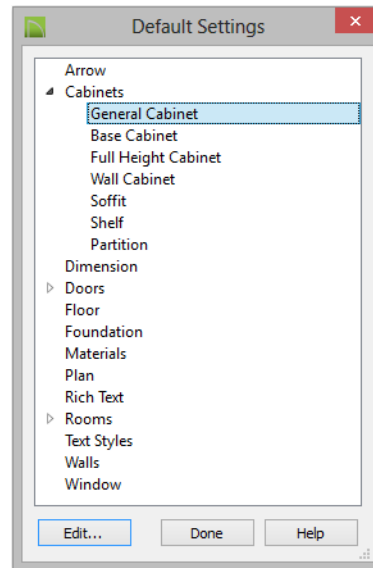 Default Settings
Arrow
Cabinets
General Cabinet
Base Cabinet
Full Height Cabinet
Wall Cabinet
Soffit
Shelf
Partition
Dimension
Doors
Floor
Foundation
Materials
Plan
Rich Text
Rooms
Text Styles
Walls
Window
Edit... Done Help